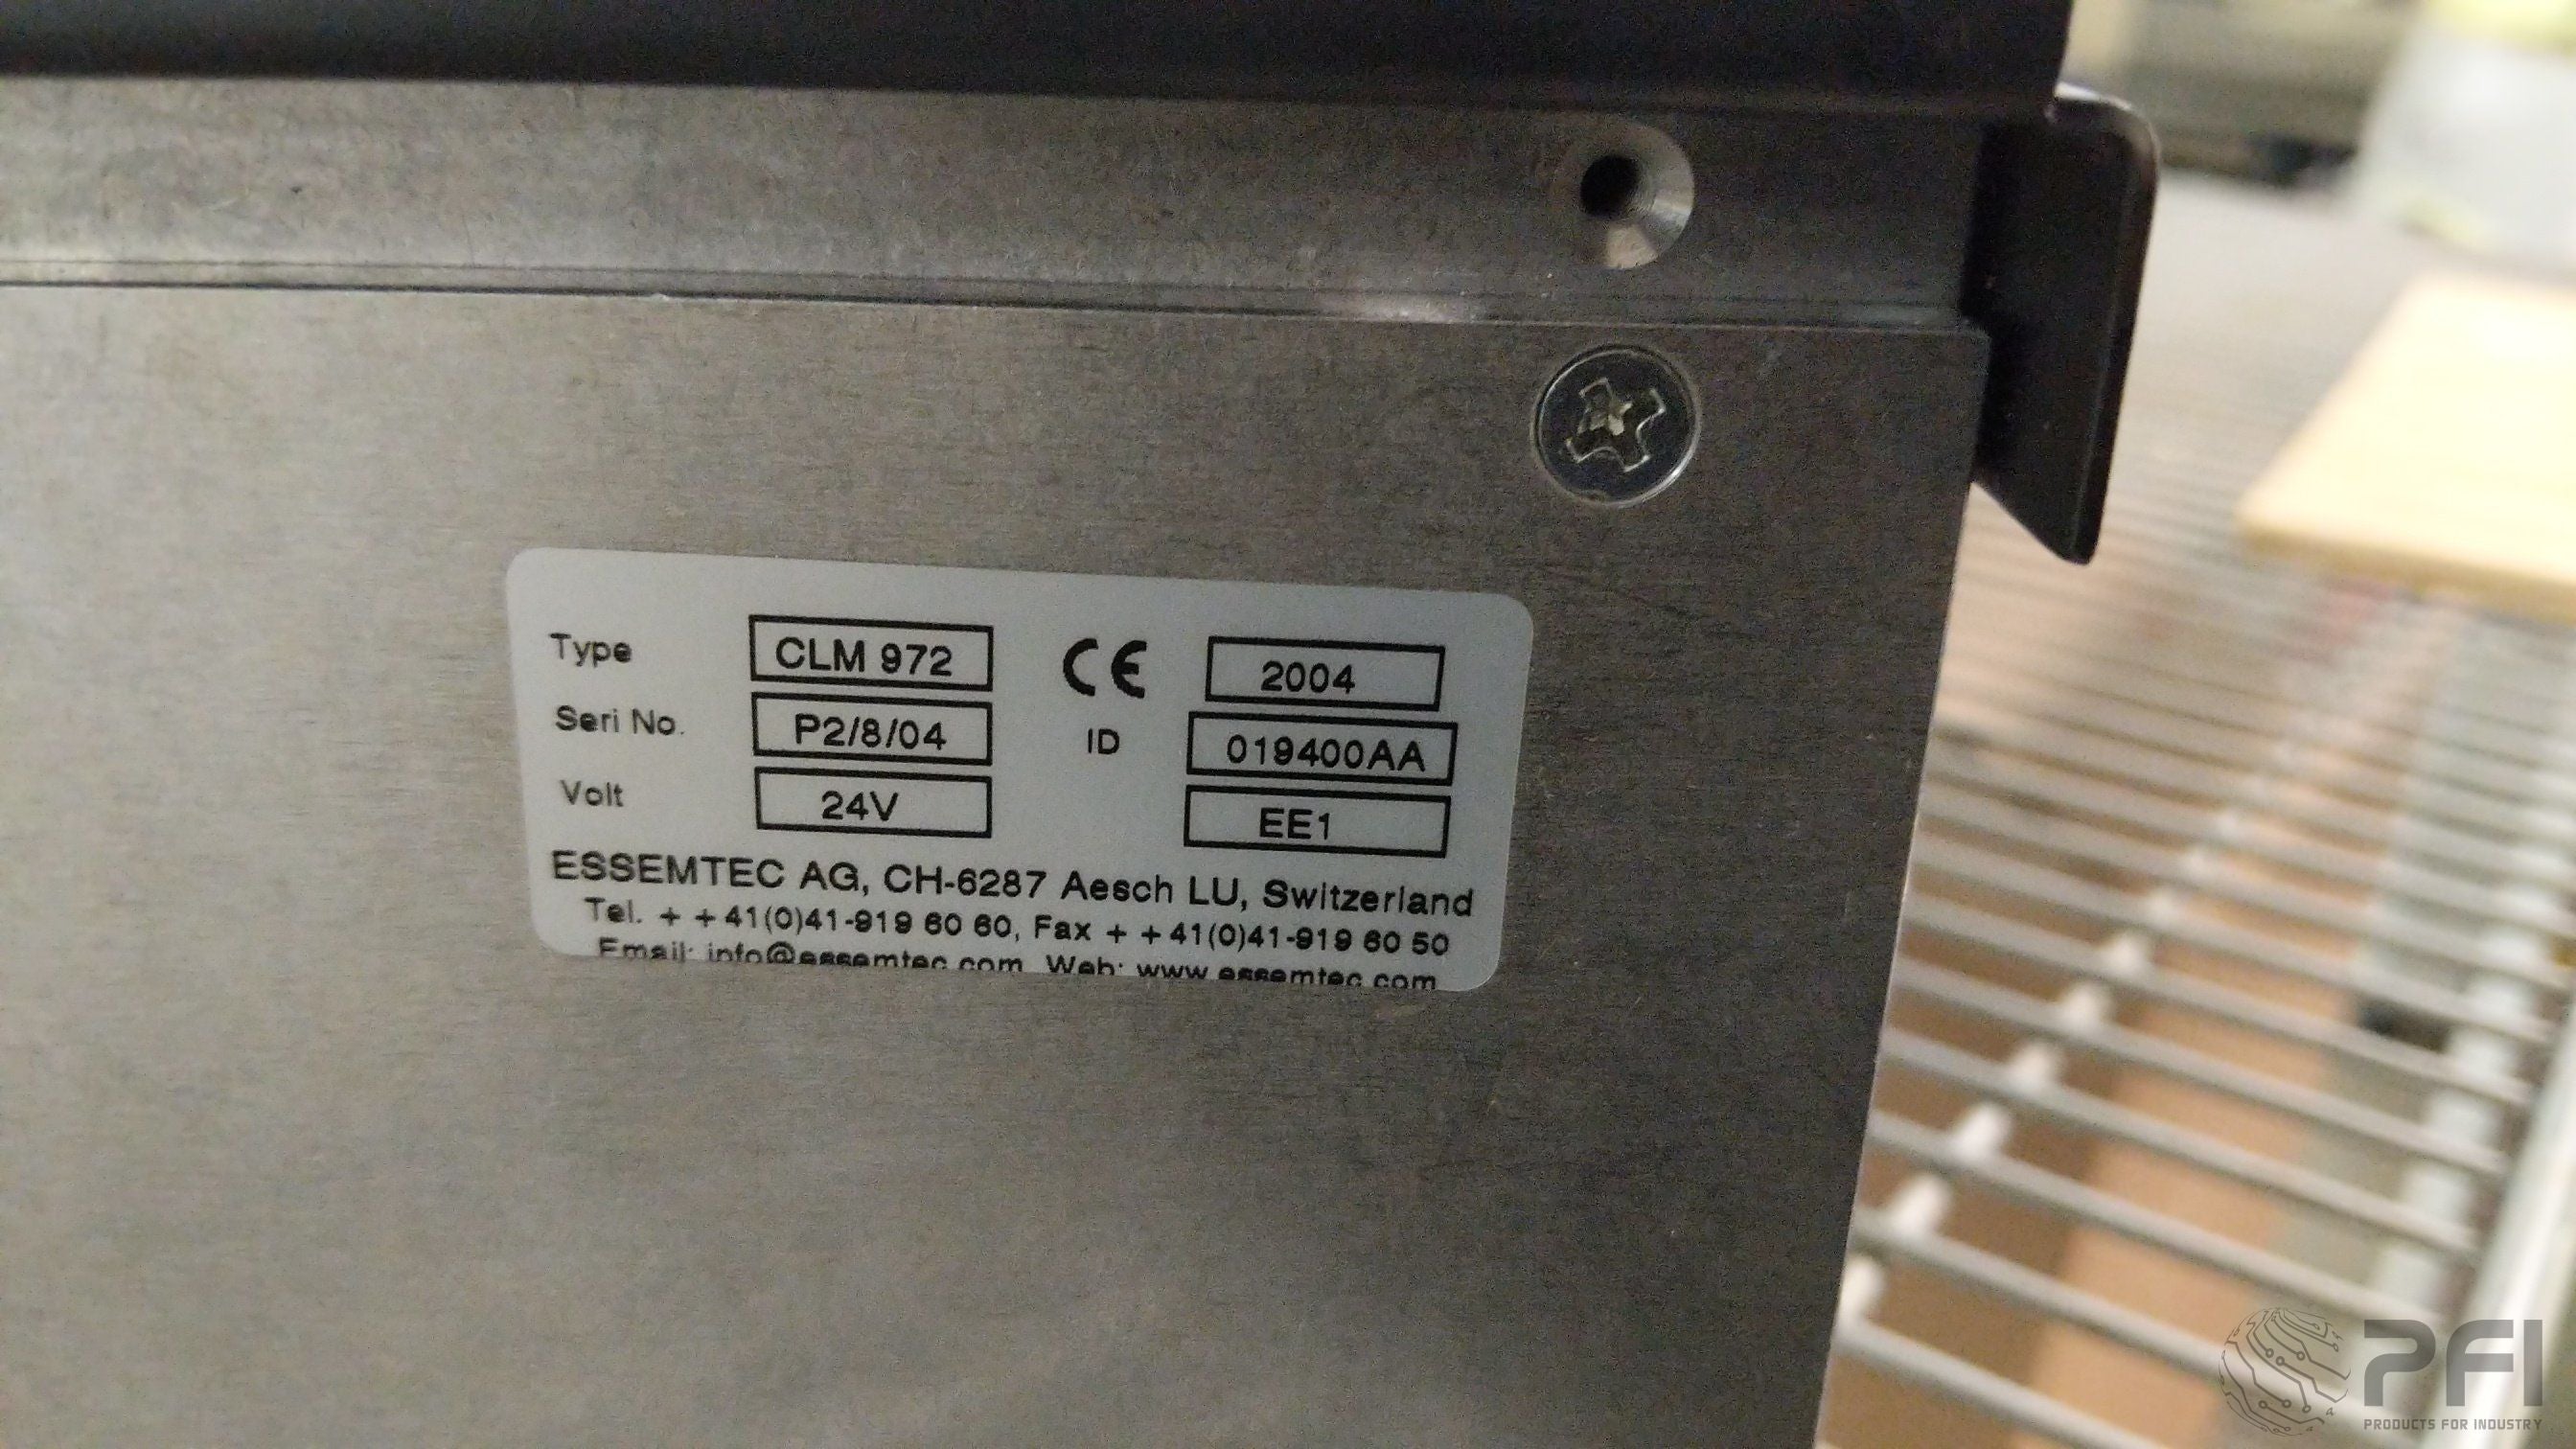 Type CLM 972 CE 2004
Seri No. P2/8/04 ID 019400AA
Volt 24V EE1
ESSEMTEC AG, CH-6287 Aesch LU, Switzerland
Tel. + + 41(0)41-919 60 60, Fax + + 41(0)41-919 60 50
Email: info@essemtec.com Web: www.essemtec.com
PFI
PRODUCTS FOR INDUSTRY